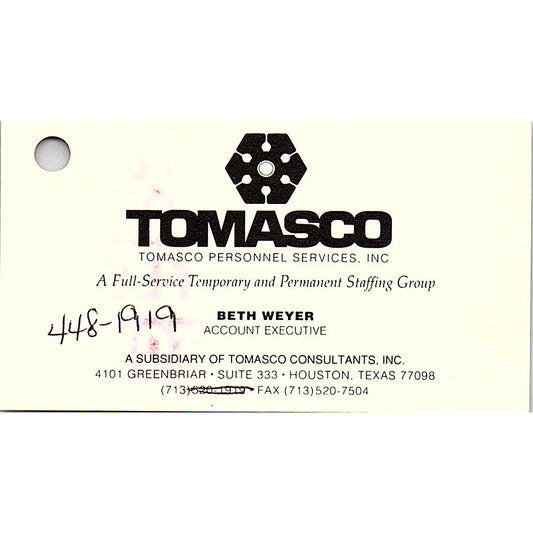 TOMASCO
TOMASCO PERSONNEL SERVICES, INC
A Full-Service Temporary and Permanent Staffing Group
BETH WEYER
448-1919
ACCOUNT EXECUTIVE
A SUBSIDIARY OF TOMASCO CONSULTANTS, INC.
4101 GREENBRIAR • SUITE 333 • HOUSTON, TEXAS 77098
(713)520-1919 • FAX (713)520-7504